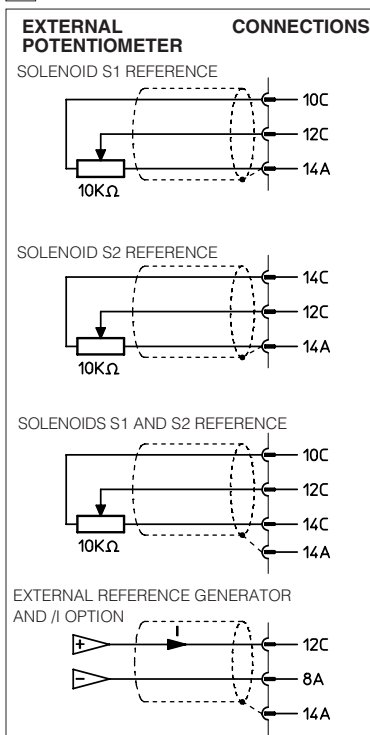 EXTERNAL POTENTIOMETER CONNECTIONS
SOLENOID S1 REFERENCE
10C
12C
14A
10KΩ
SOLENOID S2 REFERENCE
14C
12C
14A
10KΩ
SOLENOIDS S1 AND S2 REFERENCE
10C
12C
14C
10KΩ
14A
EXTERNAL REFERENCE GENERATOR
AND /I OPTION
+ I 12C
− 8A
14A